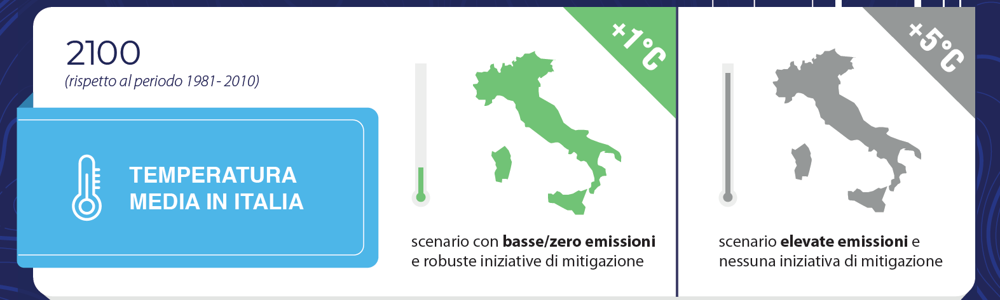 2100
(rispetto al periodo 1981- 2010)
TEMPERATURA
MEDIA IN ITALIA
+1°C
scenario con basse/zero emissioni
e robuste iniziative di mitigazione
+5°C
scenario elevate emissioni e
nessuna iniziativa di mitigazione